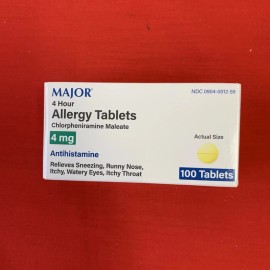 MAJOR®
NDC 0904-0012-59
4 Hour
Allergy Tablets
Chlorpheniramine Maleate
4 mg
Actual Size
Antihistamine
Relieves Sneezing, Runny Nose,
Itchy, Watery Eyes, Itchy Throat
100 Tablets